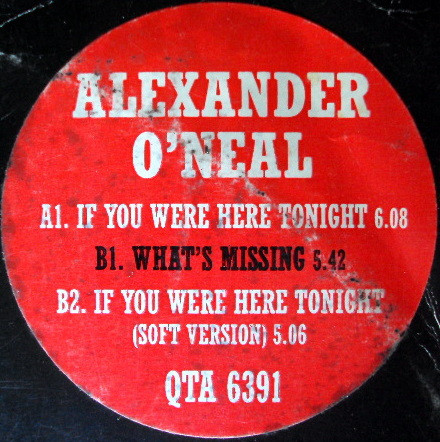 ALEXANDER
O'NEAL
A1. IF YOU WERE HERE TONIGHT 6.08
B1. WHAT'S MISSING 5.42
B2. IF YOU WERE HERE TONIGHT
(SOFT VERSION) 5.06
QTA 6391